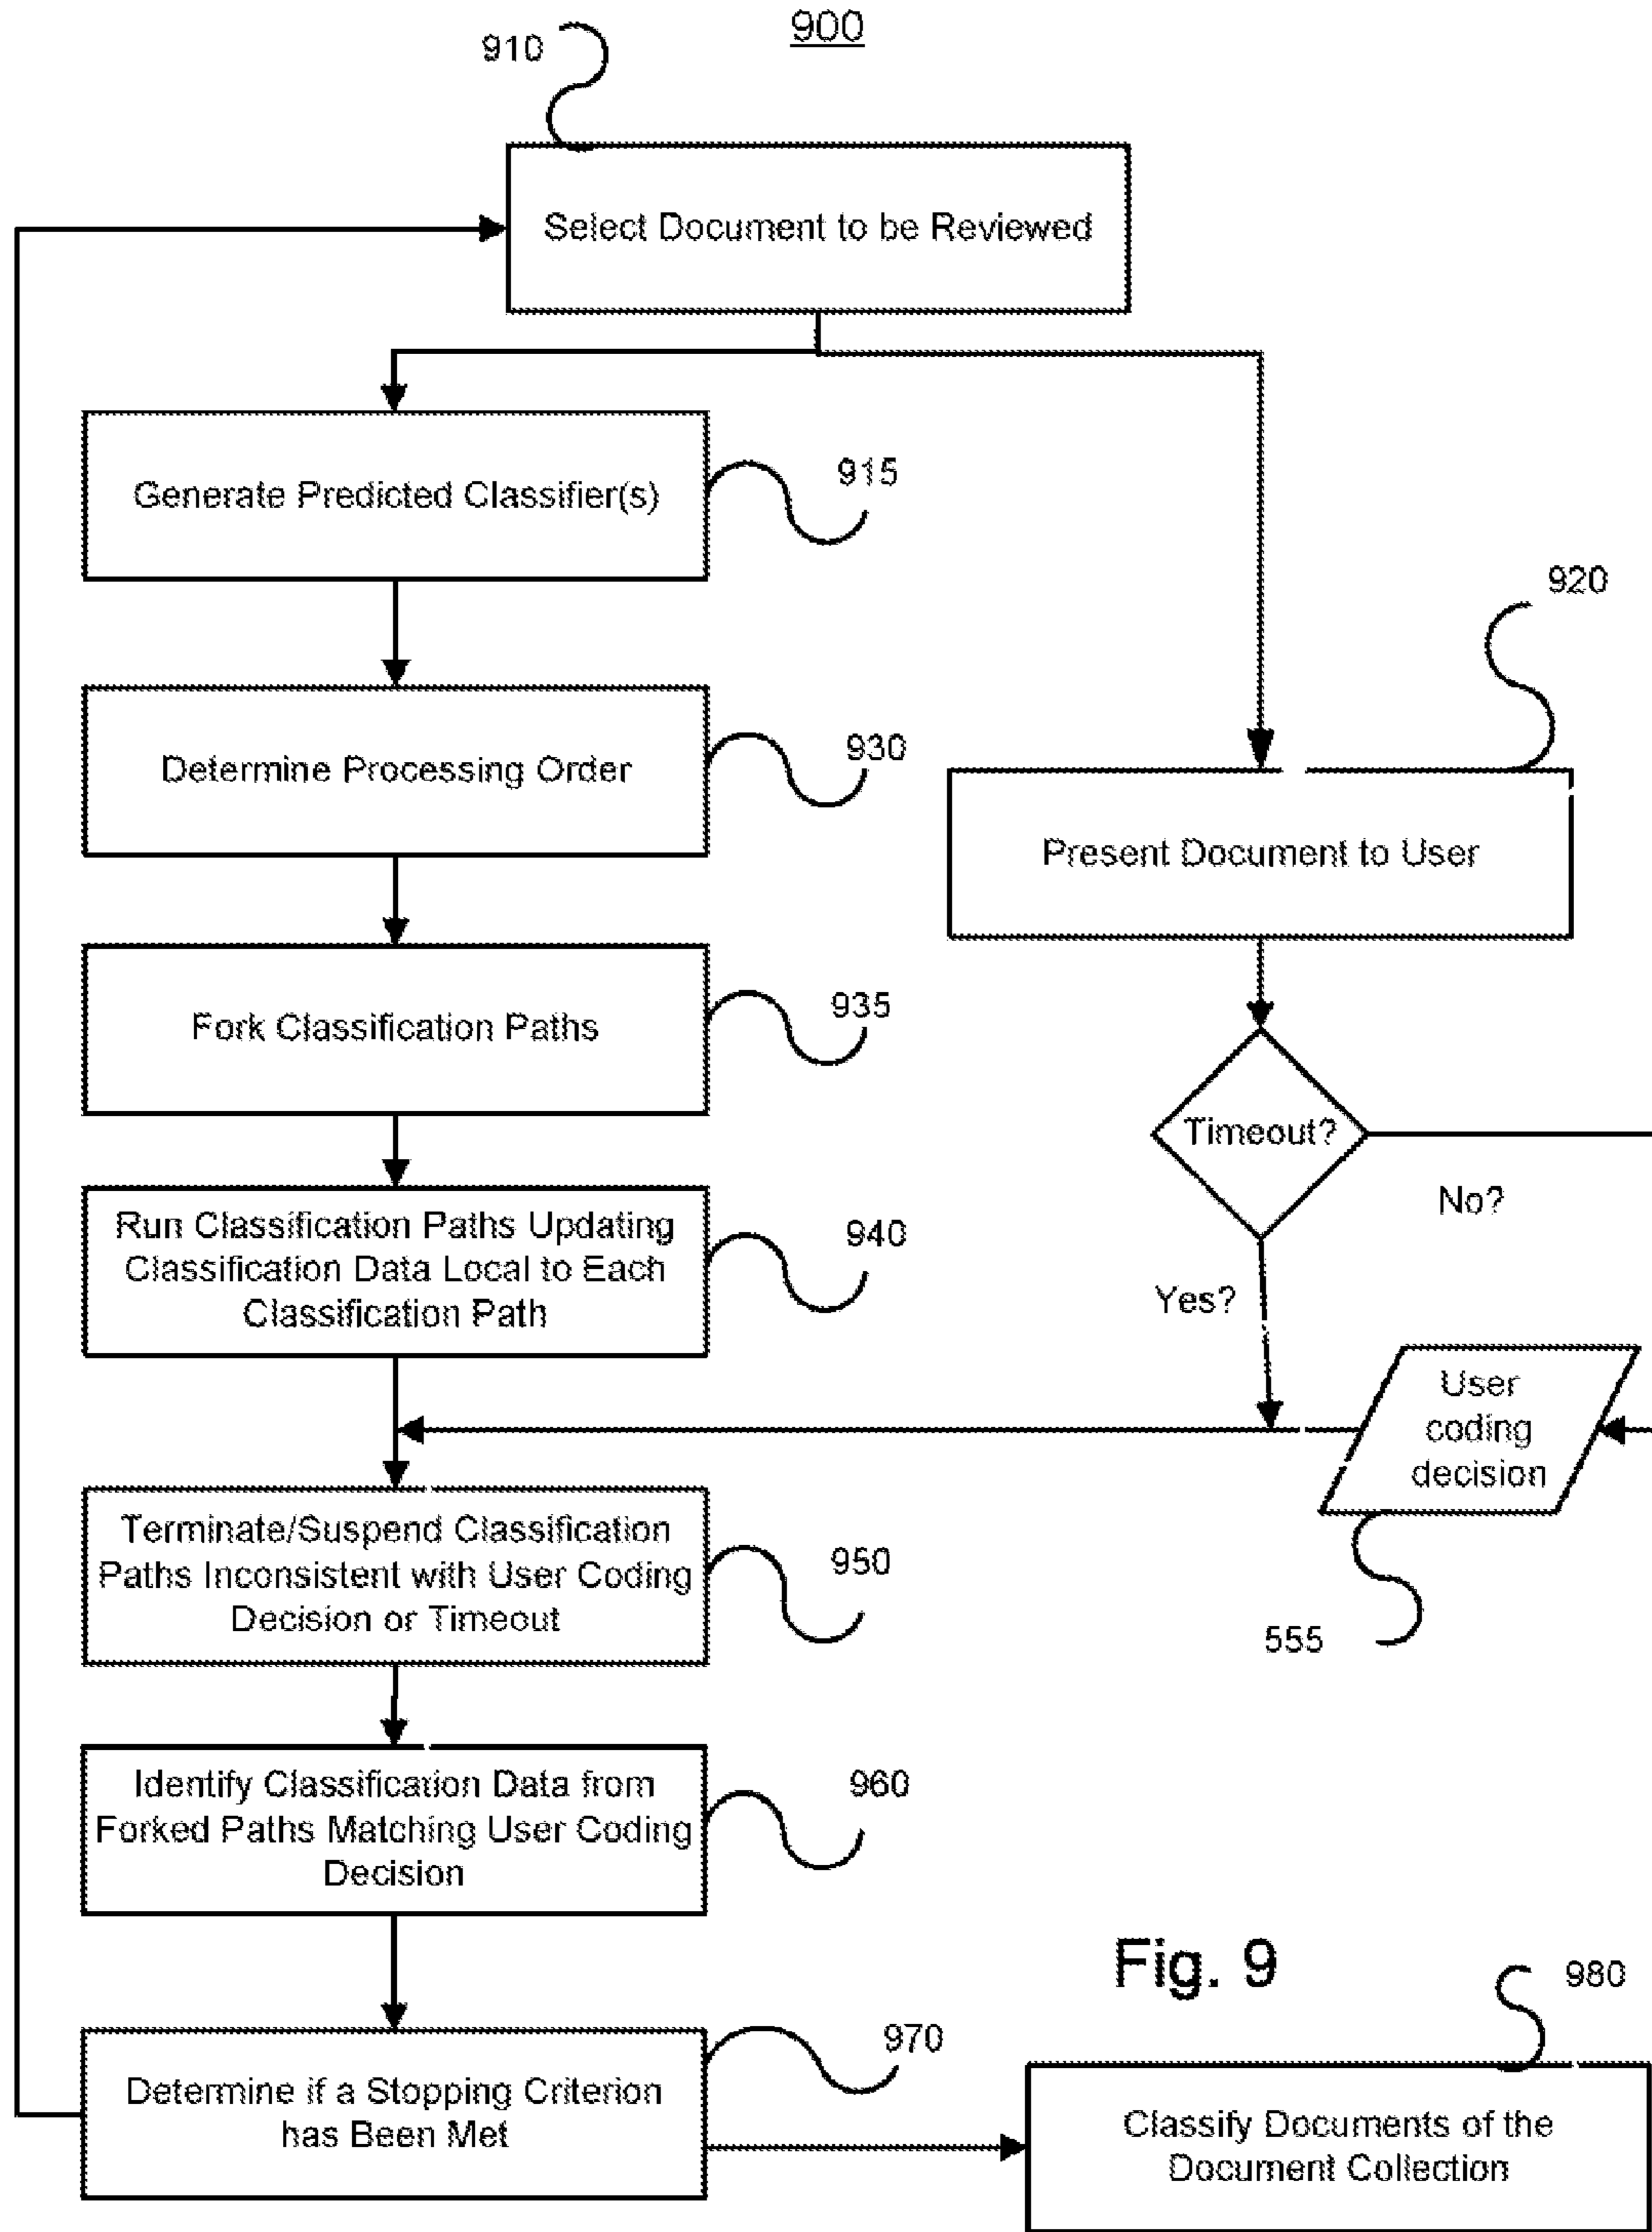 900
910
Select Document to be Reviewed
Generate Predicted Classifier(s)
915
920
Determine Processing Order
930
Present Document to User
Fork Classification Paths
935
Timeout?
No?
Run Classification Paths Updating
Classification Data Local to Each
Classification Path
940
Yes?
User
coding
decision
Terminate/Suspend Classification
Paths Inconsistent with User Coding
Decision or Timeout
950
555
Identify Classification Data from
Forked Paths Matching User Coding
Decision
960
Fig. 9
980
Determine if a Stopping Criterion
has Been Met
970
Classify Documents of the
Document Collection